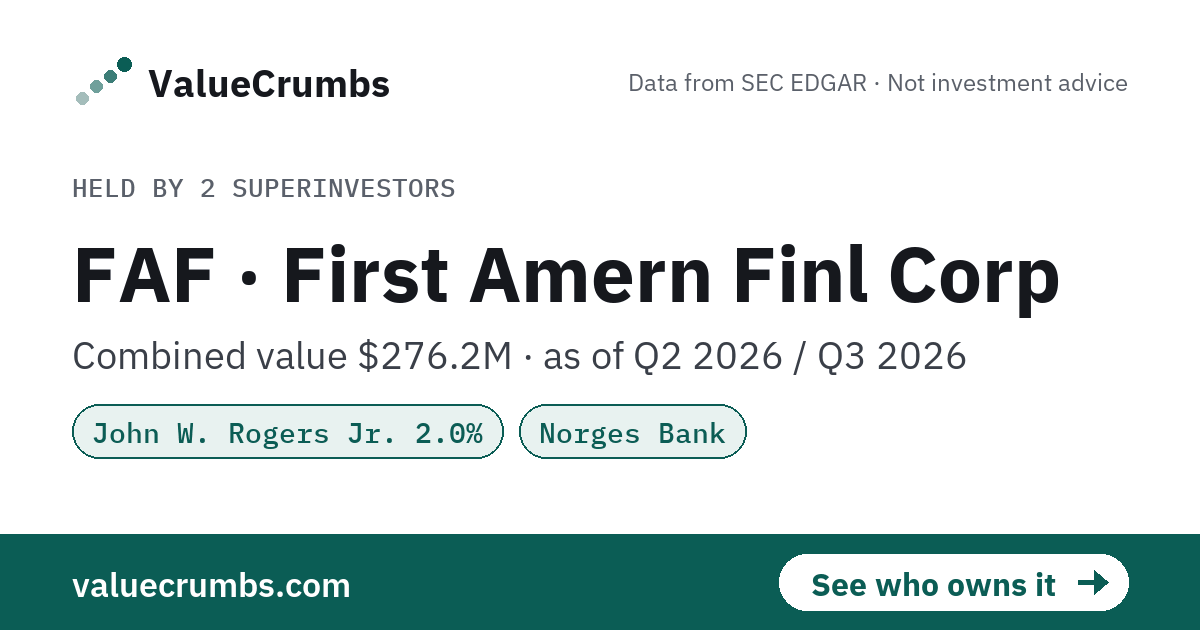 ValueCrumbs
Data from SEC EDGAR · Not investment advice
HELD BY 2 SUPERINVESTORS
FAF · First Amern Finl Corp
Combined value $276.2M · as of Q2 2026 / Q3 2026
John W. Rogers Jr. 2.0%
Norges Bank
valuecrumbs.com
See who owns it →